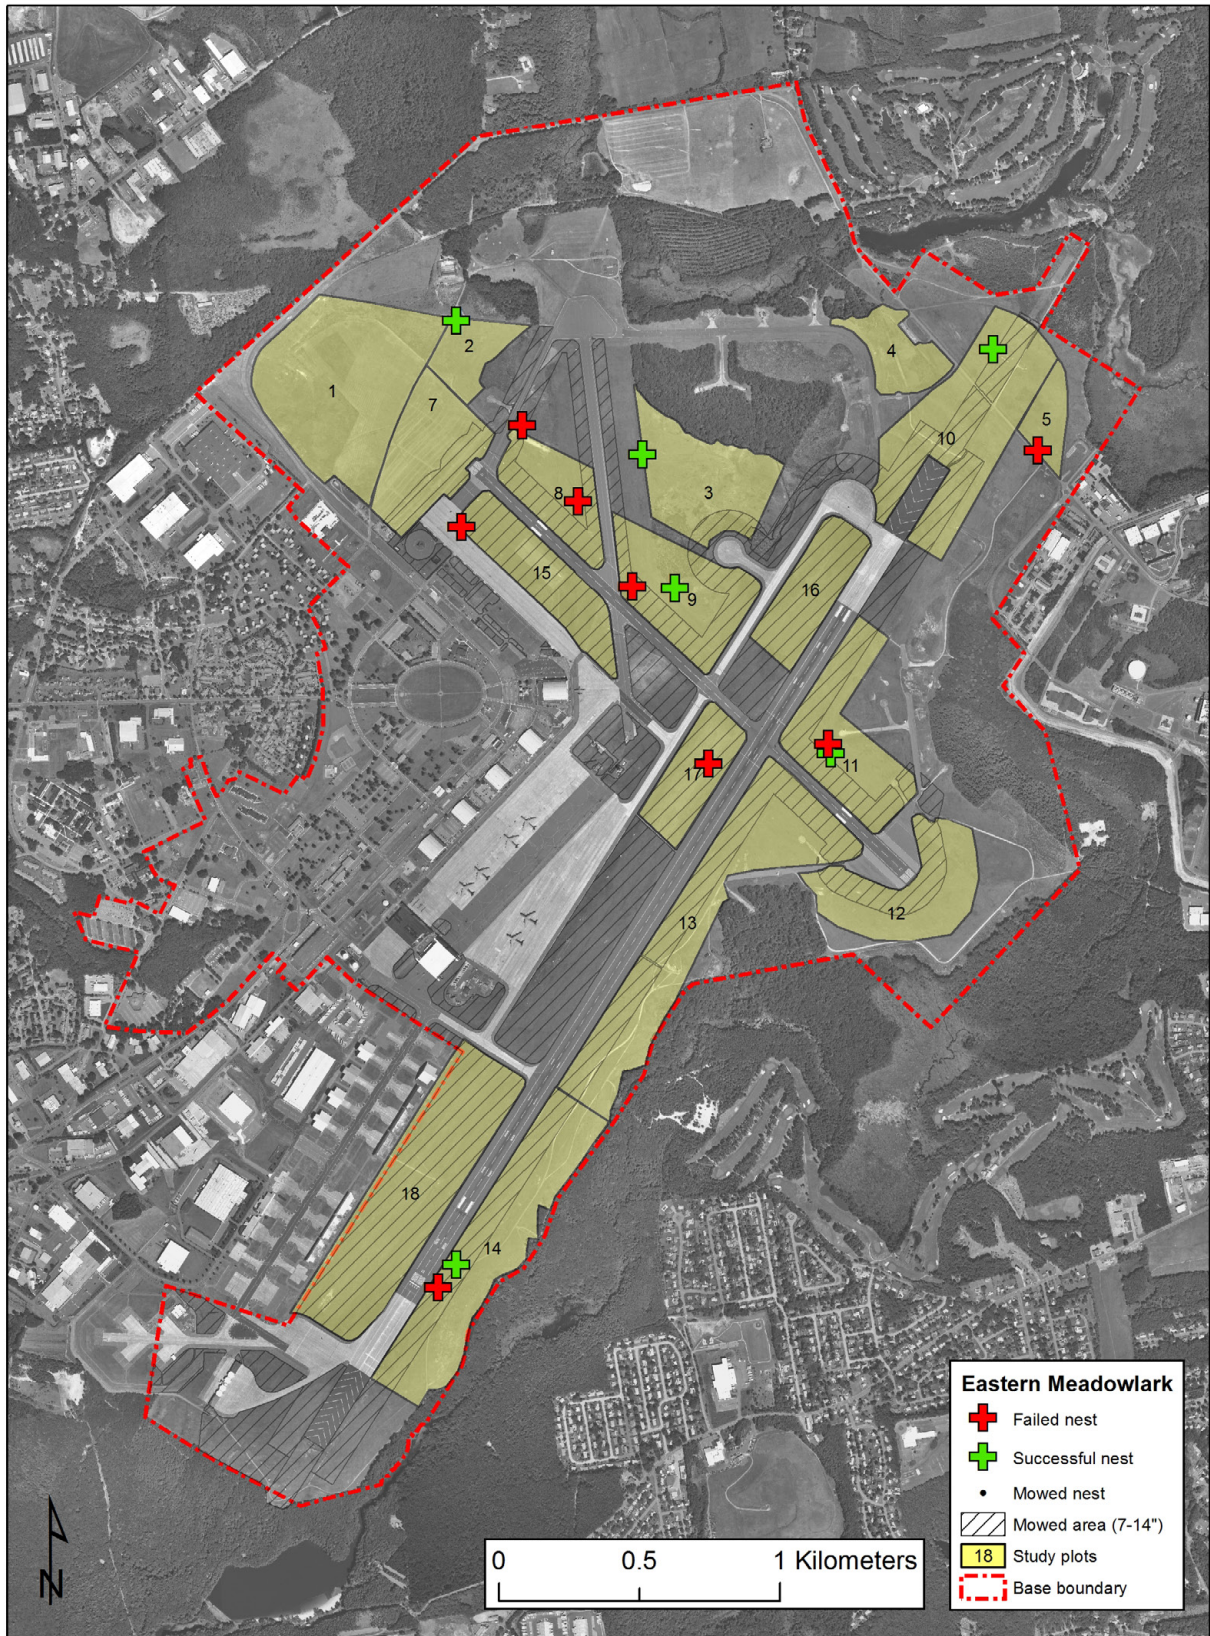 1
2
7
4
5
10
3
8
15
16
9
17
11
12
13
18
14
Eastern Meadowlark
Failed nest
Successful nest
Mowed nest
Mowed area (7-14")
18 Study plots
Base boundary
0 0.5 1 Kilometers
N